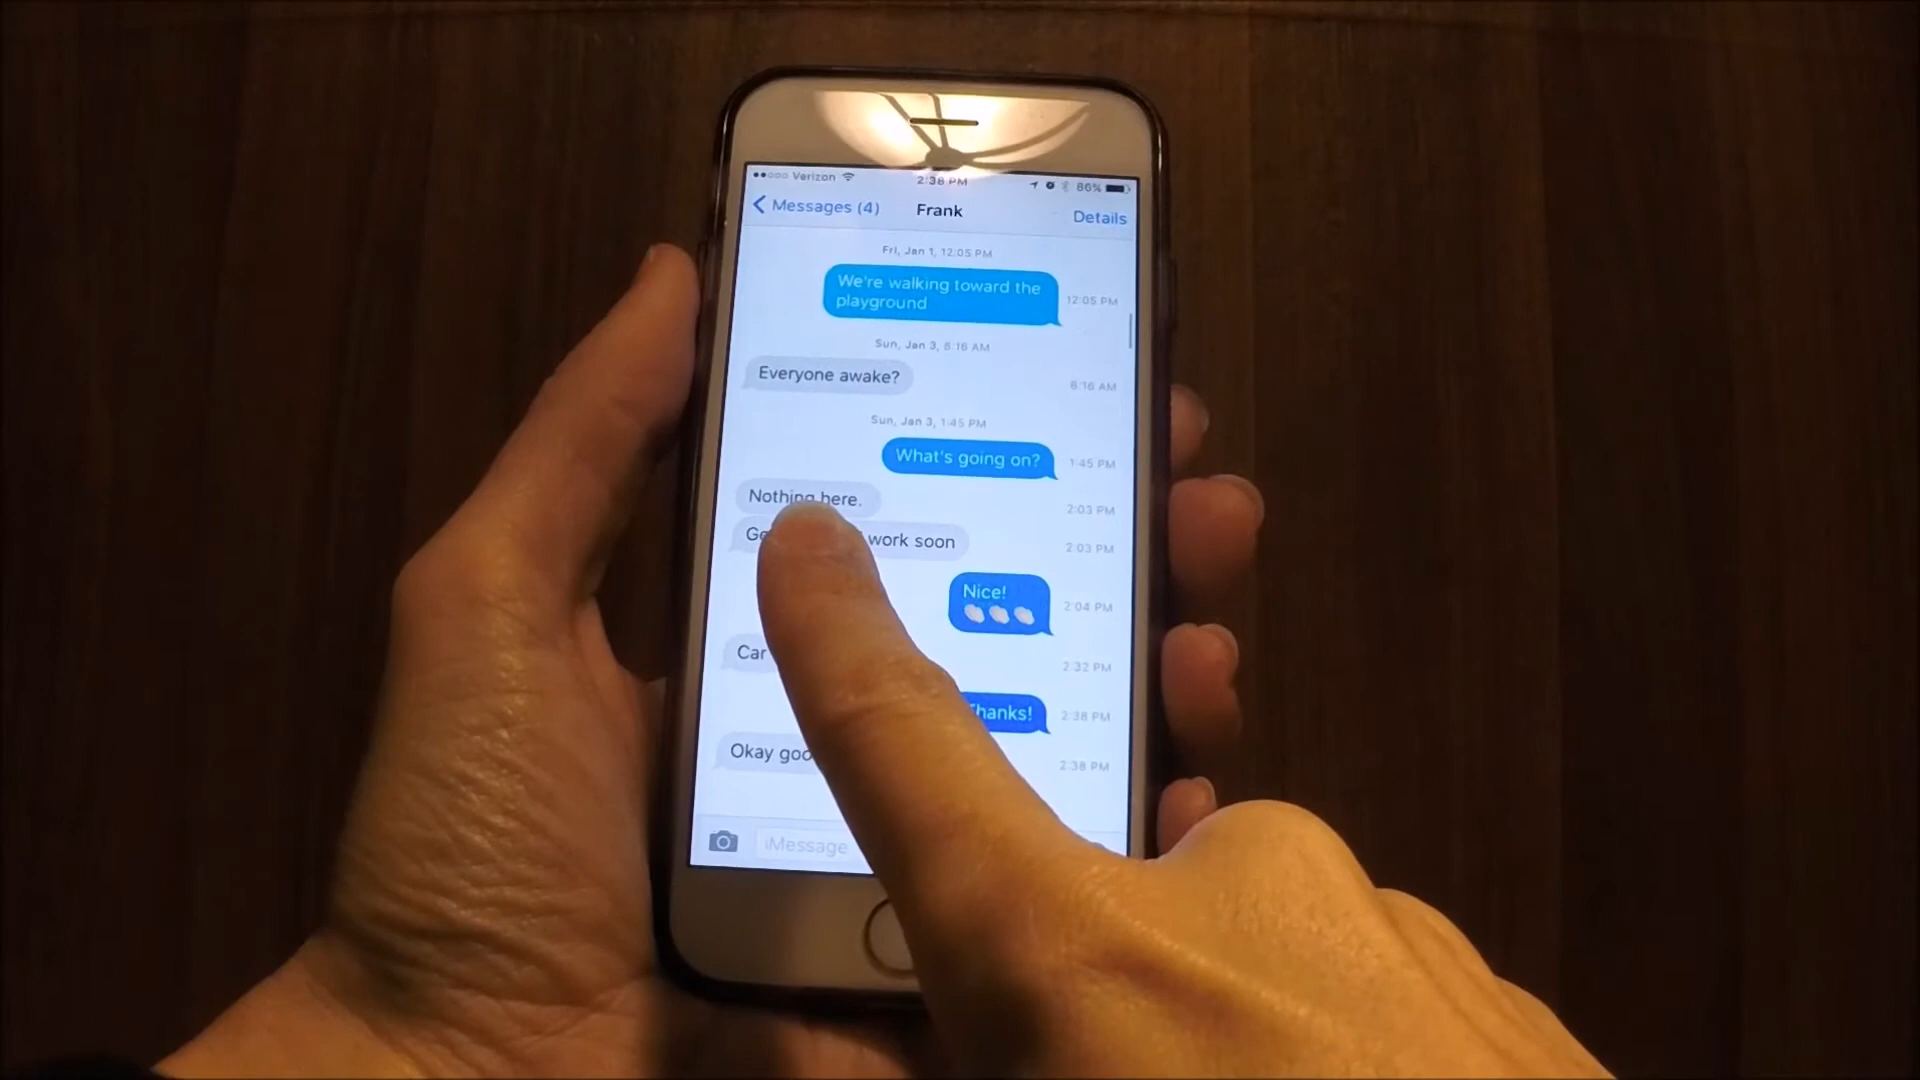 Verizon 2:38 PM 86%
Messages (4) Frank Details
Fri, Jan 1, 12:05 PM
We're walking toward the
playground
12:05 PM
Sun, Jan 3, 8:16 AM
Everyone awake?
8:16 AM
Sun, Jan 3, 1:45 PM
What's going on?
1:45 PM
Nothing here.
2:03 PM
work soon
2:03 PM
Nice!
👏👏👏
2:04 PM
Car
2:32 PM
Thanks!
2:38 PM
Okay
2:38 PM
iMessage